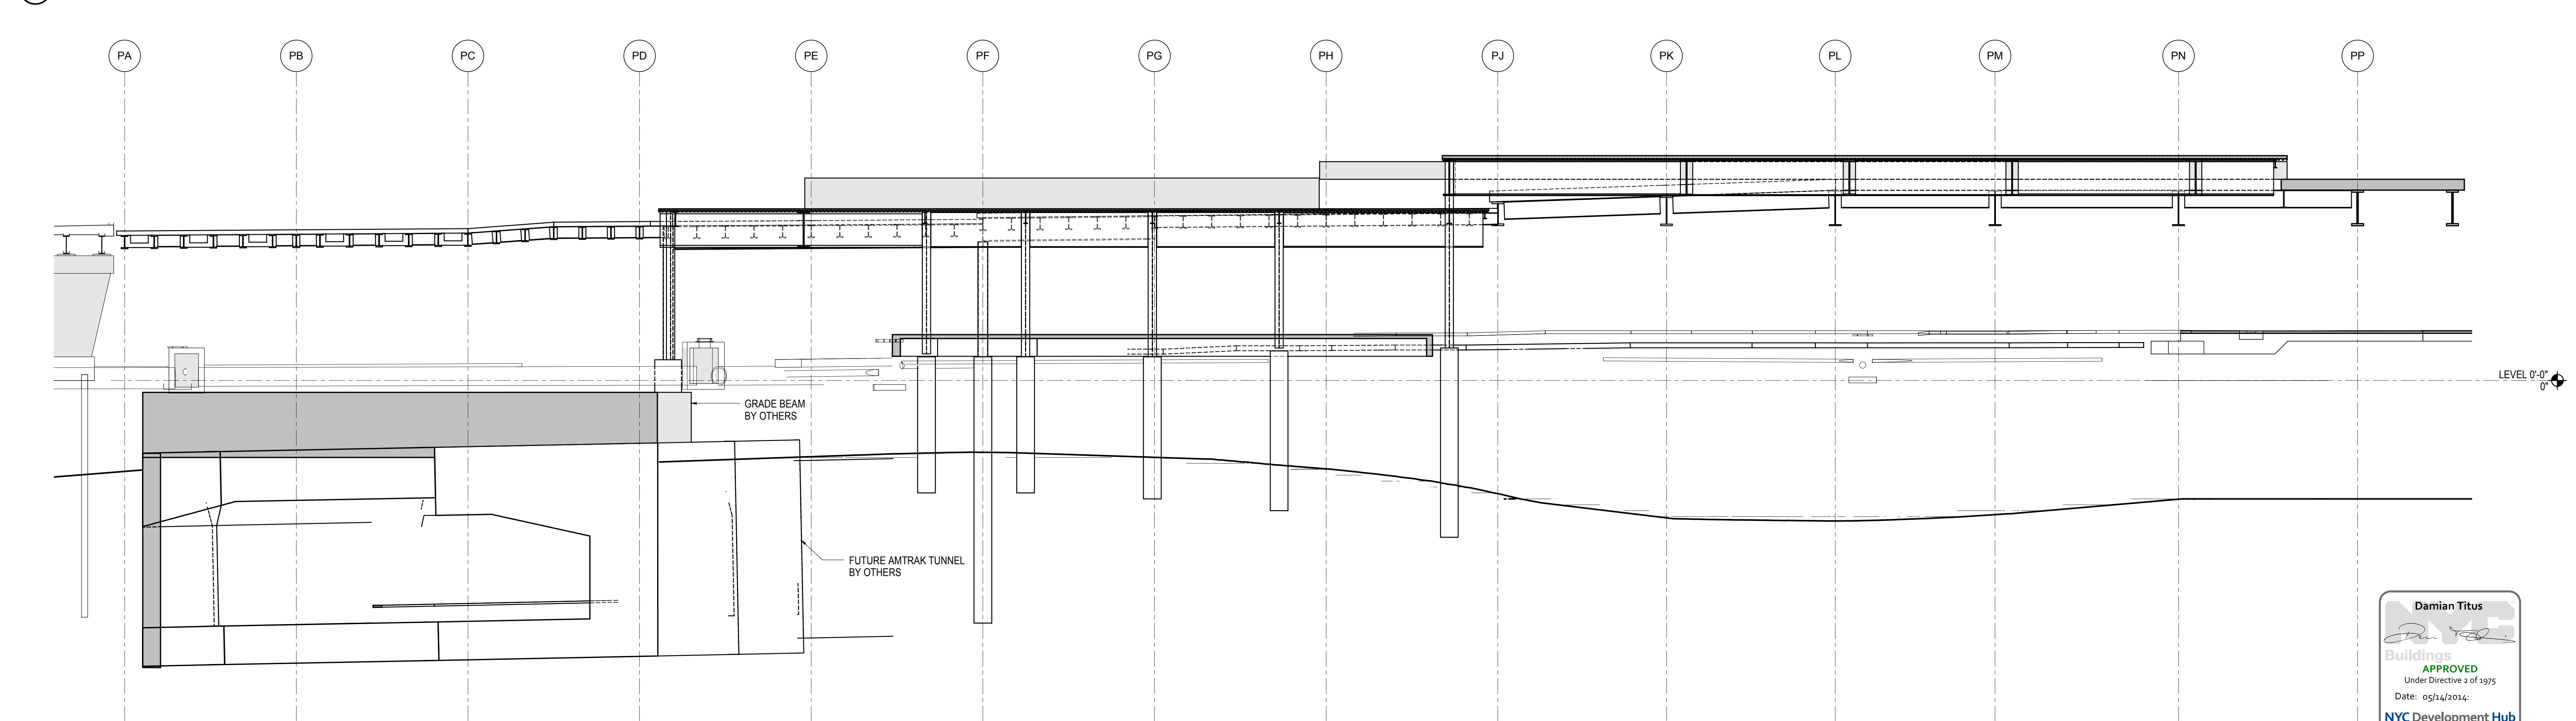 PA PB PC PD PE PF PG PH PJ PK PL PM PN PP
LEVEL 0'-0"
0"
GRADE BEAM
BY OTHERS
FUTURE AMTRAK TUNNEL
BY OTHERS
Damian Titus
NYC
Buildings
APPROVED
Under Directive 2 of 1975
Date: 05/14/2014:
NYC Development Hub